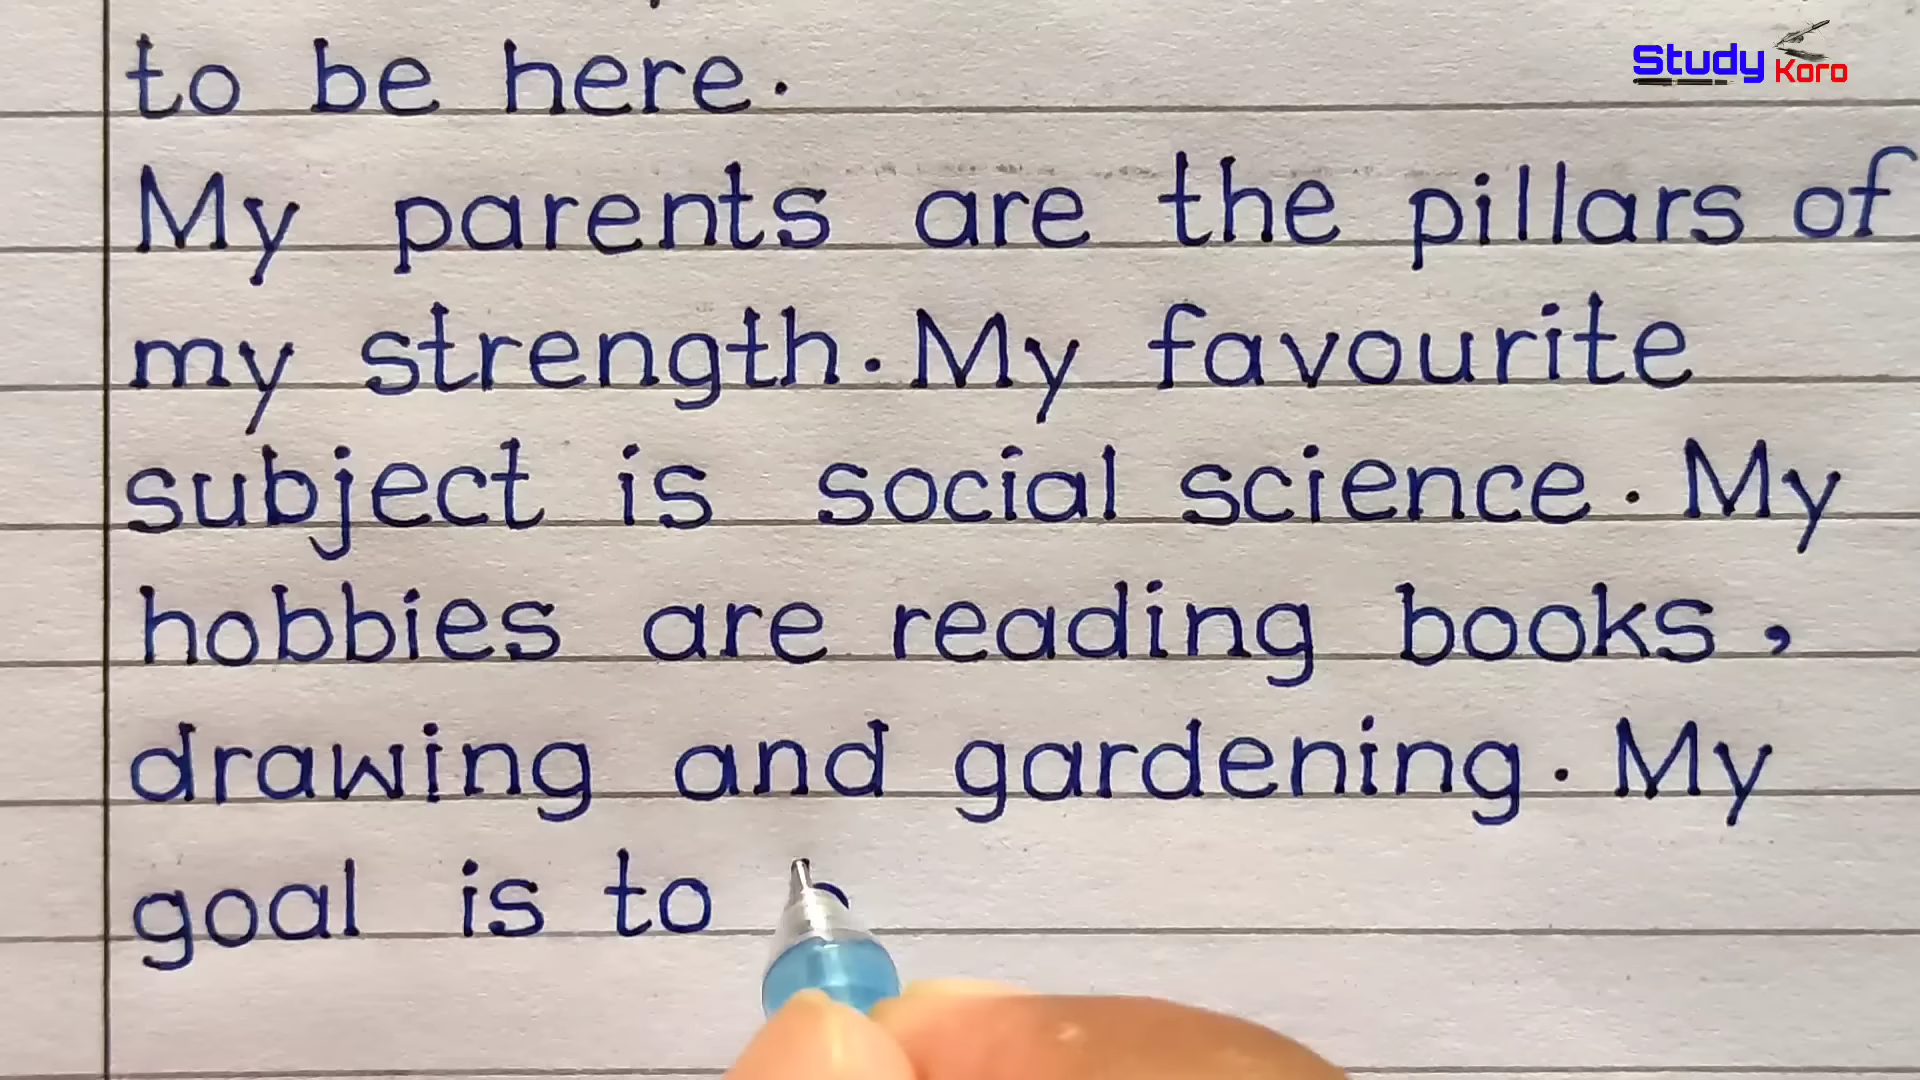 Study Koro
to be here.
My parents are the pillars of
my strength. My favourite
subject is social science. My
hobbies are reading books,
drawing and gardening. My
goal is to